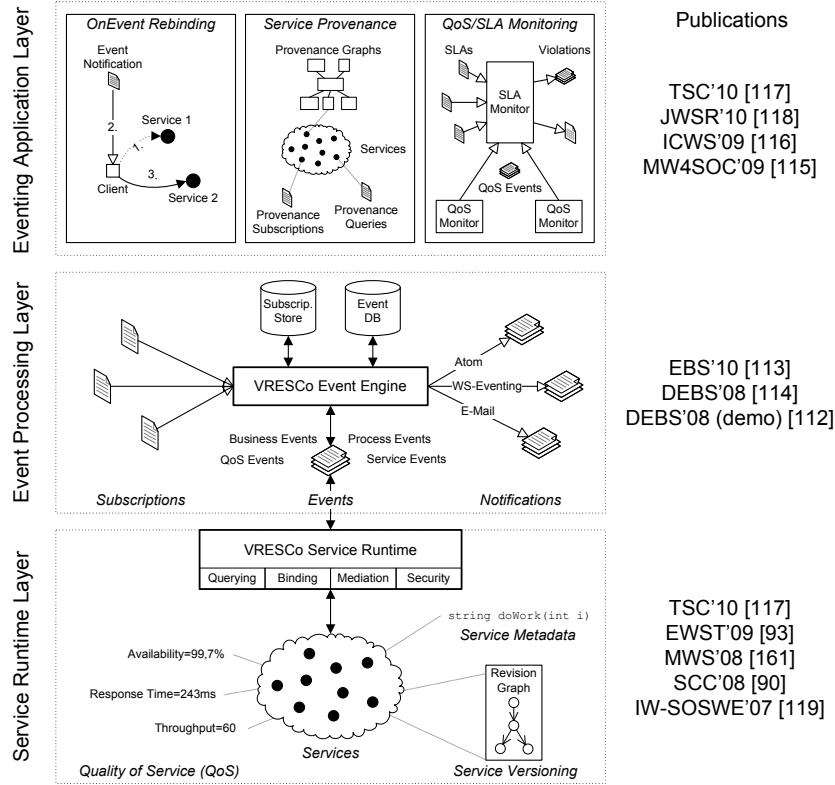 Eventing Application Layer
OnEvent Rebinding
Event
Notification
2.
1.
Service 1
Client
3.
Service 2
Service Provenance
Provenance Graphs
Services
Provenance
Subscriptions
Provenance
Queries
QoS/SLA Monitoring
SLAs
Violations
SLA
Monitor
QoS Events
QoS
Monitor
QoS
Monitor
Publications
TSC'10 [117]
JWSR'10 [118]
ICWS'09 [116]
MW4SOC'09 [115]
Event Processing Layer
Subscrip.
Store
Event
DB
VRESCo Event Engine
Atom
WS-Eventing
E-Mail
Business Events
Process Events
QoS Events
Service Events
Subscriptions
Events
Notifications
EBS'10 [113]
DEBS'08 [114]
DEBS'08 (demo) [112]
Service Runtime Layer
VRESCo Service Runtime
Querying
Binding
Mediation
Security
string doWork(int i)
Service Metadata
Availability=99,7%
Response Time=243ms
Throughput=60
Services
Quality of Service (QoS)
Revision
Graph
Service Versioning
TSC'10 [117]
EWST'09 [93]
MWS'08 [161]
SCC'08 [90]
IW-SOSWE'07 [119]